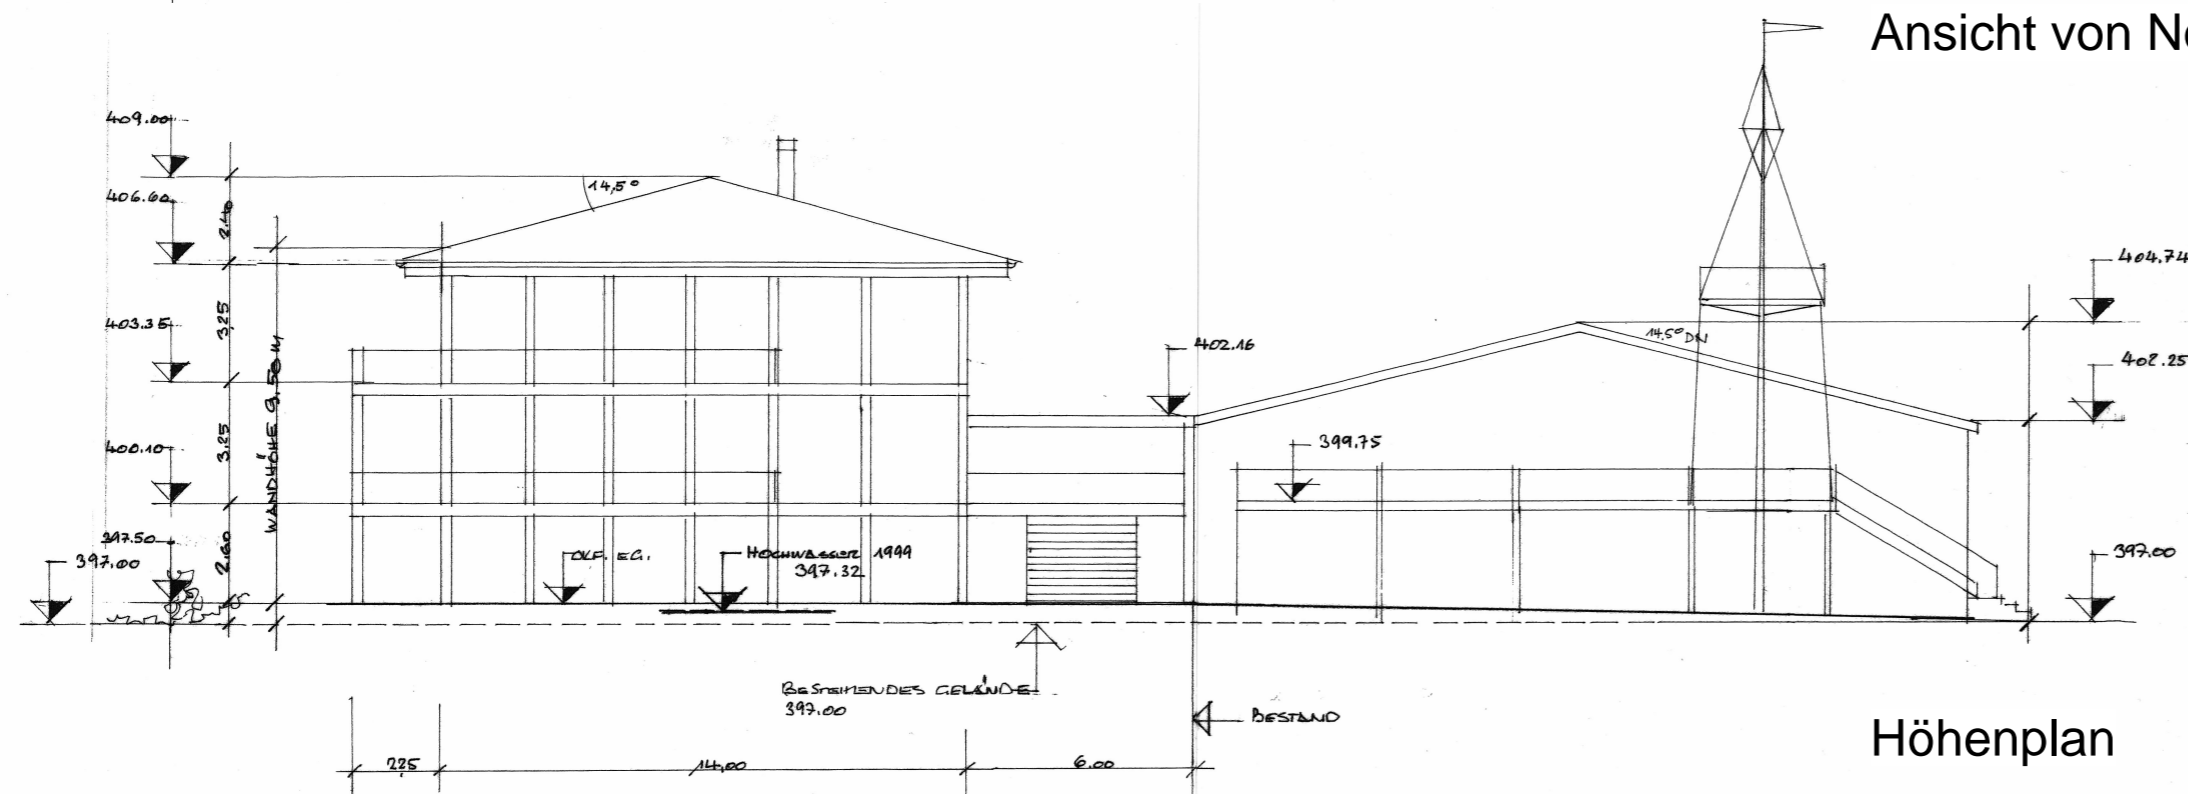 Ansicht von No
409.00
406.60
14,5°
2.40
404.74
3.25
403.35
402.16
14.5° DN
402.25
WANDHÖHE 9.50 M
3.25
400.10
399.75
397.50
2.60
397.00
OKF. EG.
HOCHWASSER 1999
397.32
397.00
BESTEHENDES GELÄNDE
397.00
BESTAND
Höhenplan
225
14,00
6.00